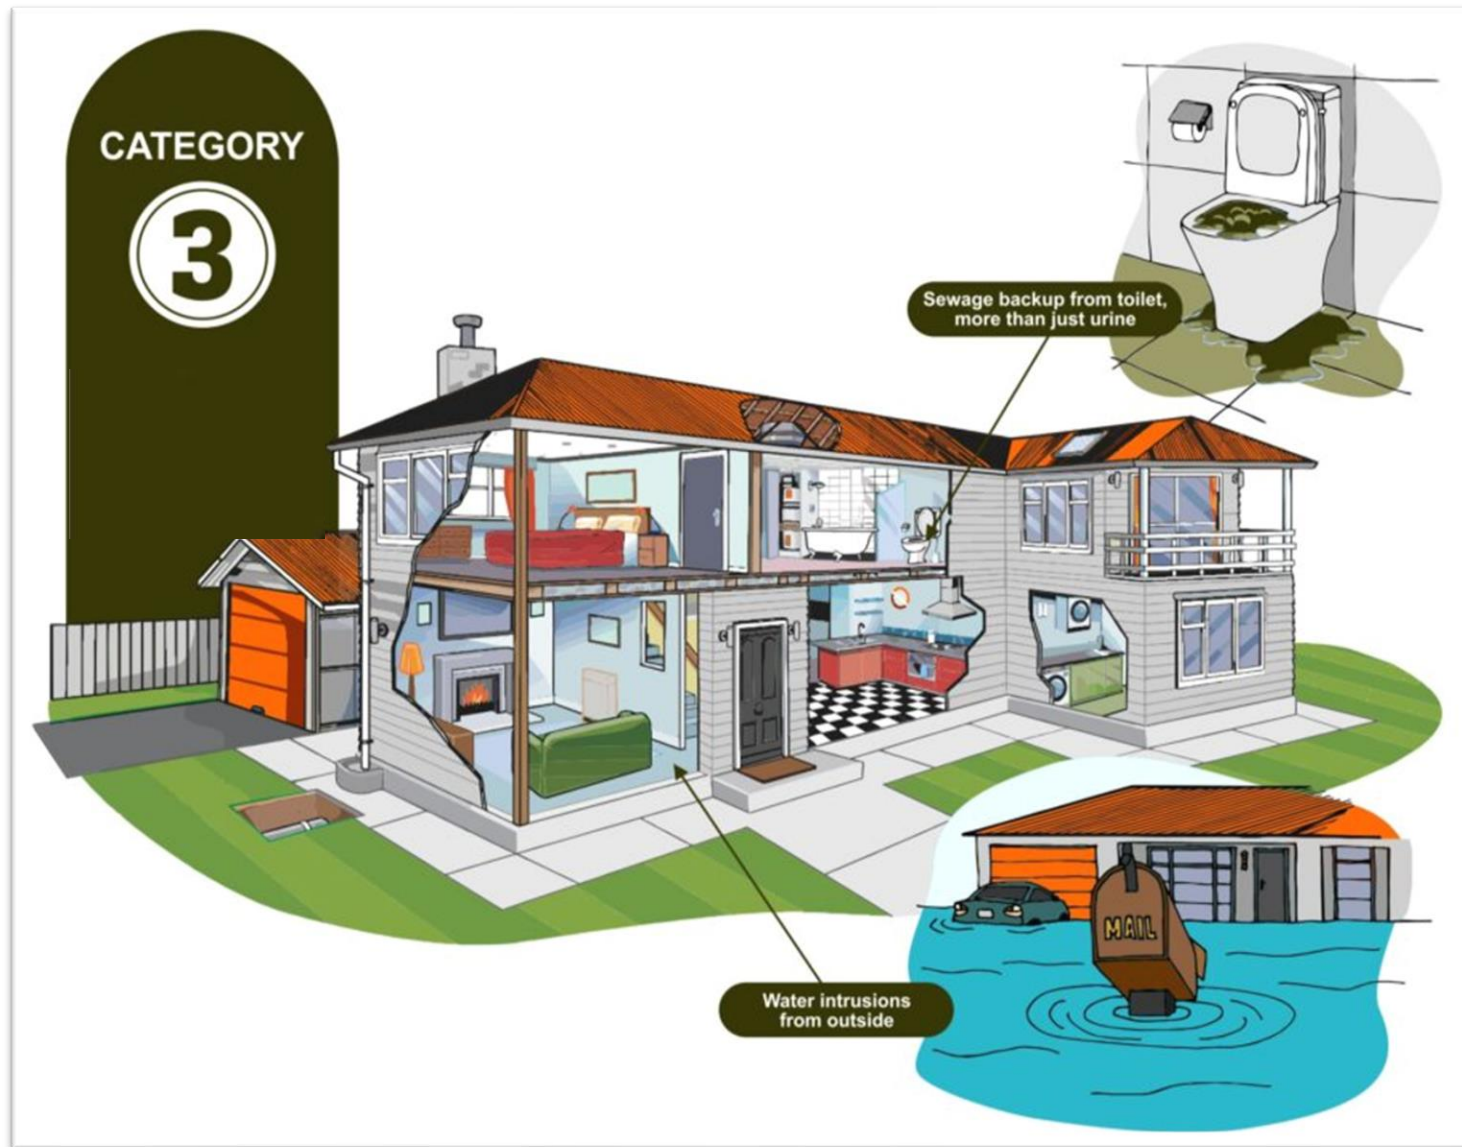 CATEGORY
3
Sewage backup from toilet,
more than just urine
MAIL
Water intrusions
from outside